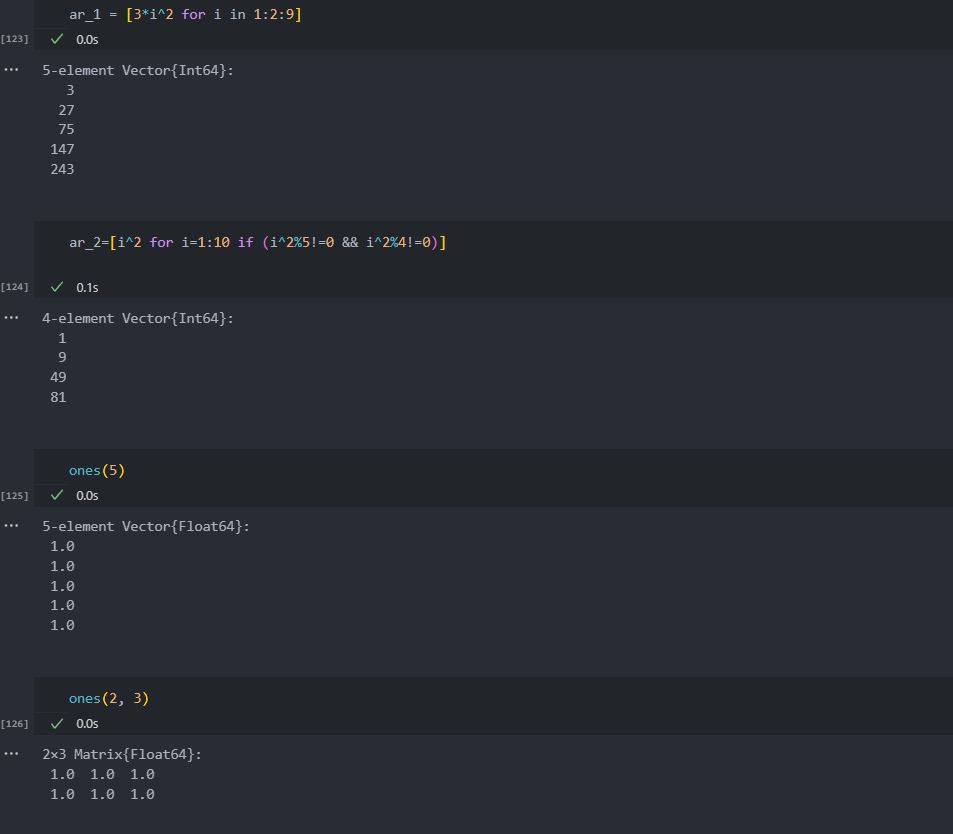 ar_1 = [3*i^2 for i in 1:2:9]
[123] ✓ 0.0s
... 5-element Vector{Int64}:
3
27
75
147
243
ar_2=[i^2 for i=1:10 if (i^2%5!=0 && i^2%4!=0)]
[124] ✓ 0.1s
... 4-element Vector{Int64}:
1
9
49
81
ones(5)
[125] ✓ 0.0s
... 5-element Vector{Float64}:
1.0
1.0
1.0
1.0
1.0
ones(2, 3)
[126] ✓ 0.0s
... 2×3 Matrix{Float64}:
1.0 1.0 1.0
1.0 1.0 1.0